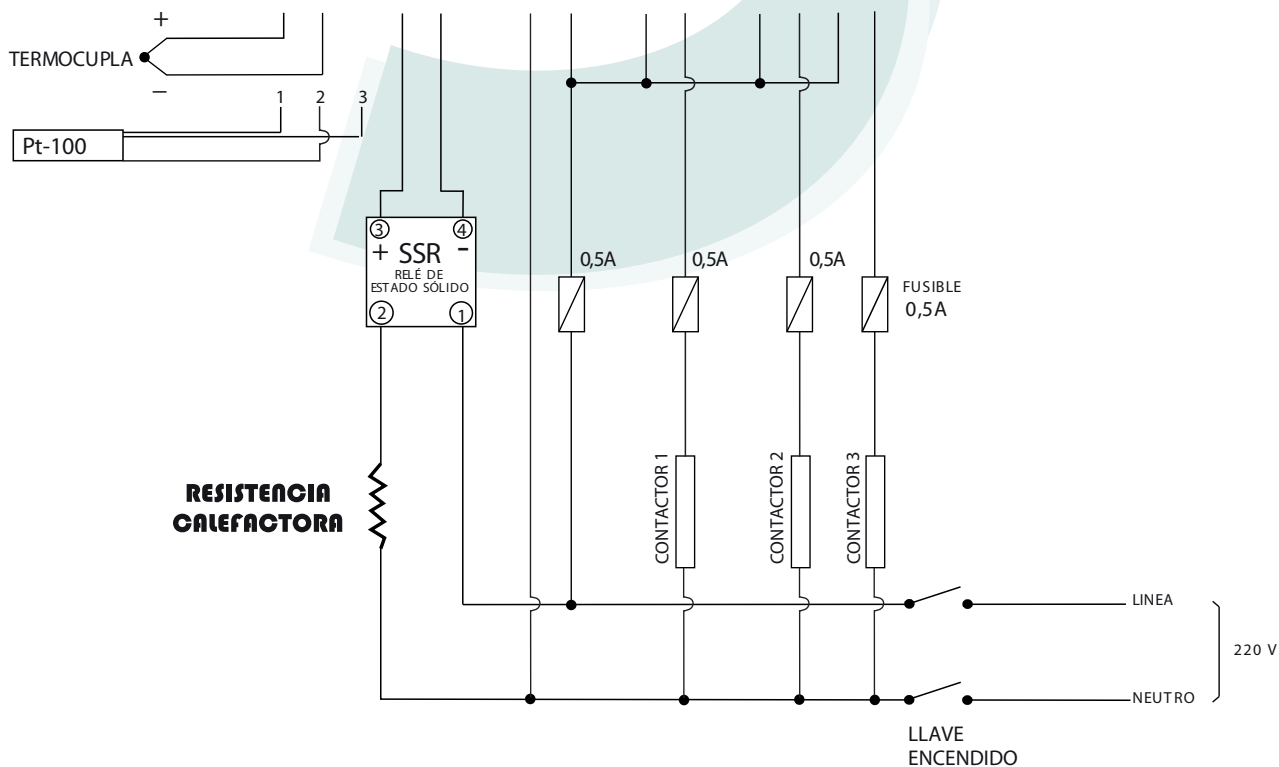 +
TERMOCUPLA
–
1 2 3
Pt-100
3 4
+ SSR -
RELÉ DE
ESTADO SÓLIDO
2 1
0,5A 0,5A 0,5A
FUSIBLE
0,5A
RESISTENCIA
CALEFACTORA
CONTACTOR 1
CONTACTOR 2
CONTACTOR 3
LINEA
220 V
NEUTRO
LLAVE
ENCENDIDO